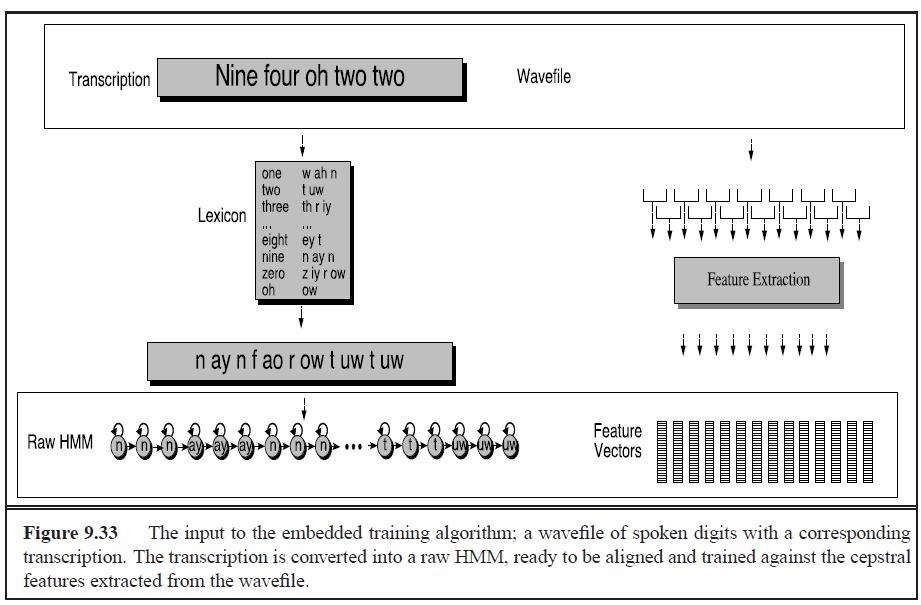 Transcription
Nine four oh two two
Wavefile
Lexicon
one w ah n
two t uw
three th r iy
... ...
eight ey t
nine n ay n
zero z iy r ow
oh ow
Feature Extraction
n ay n f ao r ow t uw t uw
Raw HMM
n n n ay ay ay n n n ... t t t uw uw uw
Feature
Vectors
Figure 9.33 The input to the embedded training algorithm; a wavefile of spoken digits with a corresponding
transcription. The transcription is converted into a raw HMM, ready to be aligned and trained against the cepstral
features extracted from the wavefile.